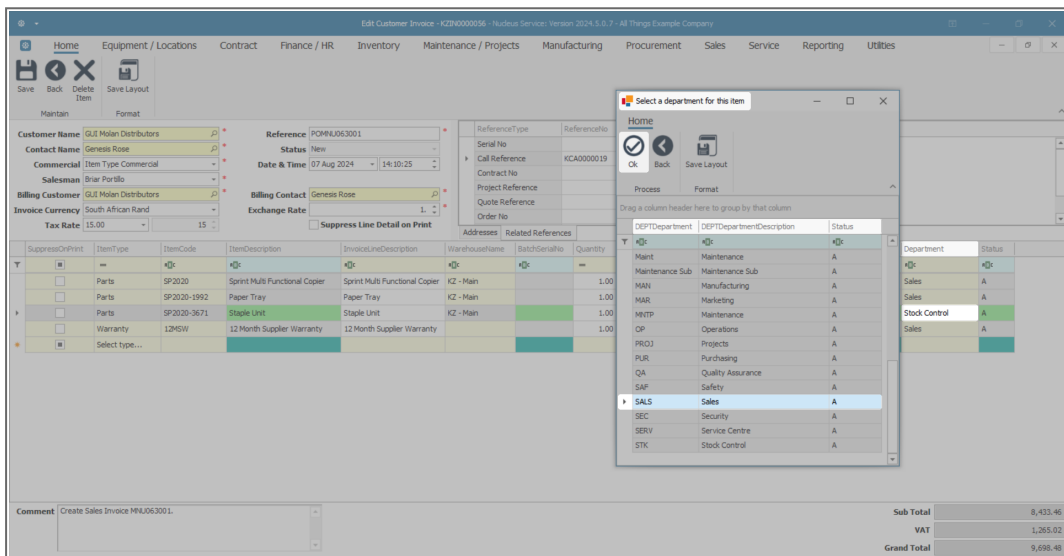 Edit Customer Invoice - KZIN0000056 - Nucleus Service: Version 2024.5.0.7 - All Things Example Company
Home Equipment / Locations Contract Finance / HR Inventory Maintenance / Projects Manufacturing Procurement Sales Service Reporting Utilities
Save Back Delete Item Save Layout
Maintain Format
Customer Name GUI Molan Distributors * Reference POMNU063001 *
Contact Name Genesis Rose * Status New
Commercial Item Type Commercial * Date & Time 07 Aug 2024 14:10:25
Salesman Briar Portillo *
Billing Customer GUI Molan Distributors * Billing Contact Genesis Rose *
Invoice Currency South African Rand * Exchange Rate 1. *
Tax Rate 15.00 15 Suppress Line Detail on Print
ReferenceType ReferenceNo
Serial No
Call Reference KCA0000019
Contract No
Project Reference
Quote Reference
Order No
Addresses Related References
SuppressOnPrint ItemType ItemCode ItemDescription InvoiceLineDescription WarehouseName BatchSerialNo Quantity Department Status
Parts SP2020 Sprint Multi Functional Copier Sprint Multi Functional Copier KZ - Main 1.00 Sales A
Parts SP2020-1992 Paper Tray Paper Tray KZ - Main 1.00 Sales A
Parts SP2020-3671 Staple Unit Staple Unit KZ - Main 1.00 Stock Control A
Warranty 12MSW 12 Month Supplier Warranty 12 Month Supplier Warranty 1.00 Sales A
Select type...
Select a department for this item
Home
Ok Back Save Layout
Process Format
Drag a column header here to group by that column
DEPTDepartment DEPTDepartmentDescription Status
Maint Maintenance A
Maintenance Sub Maintenance Sub A
MAN Manufacturing A
MAR Marketing A
MNTP Maintenance A
OP Operations A
PROJ Projects A
PUR Purchasing A
QA Quality Assurance A
SAF Safety A
SALS Sales A
SEC Security A
SERV Service Centre A
STK Stock Control A
Comment Create Sales Invoice MNU063001.
Sub Total 8,433.46
VAT 1,265.02
Grand Total 9,698.48